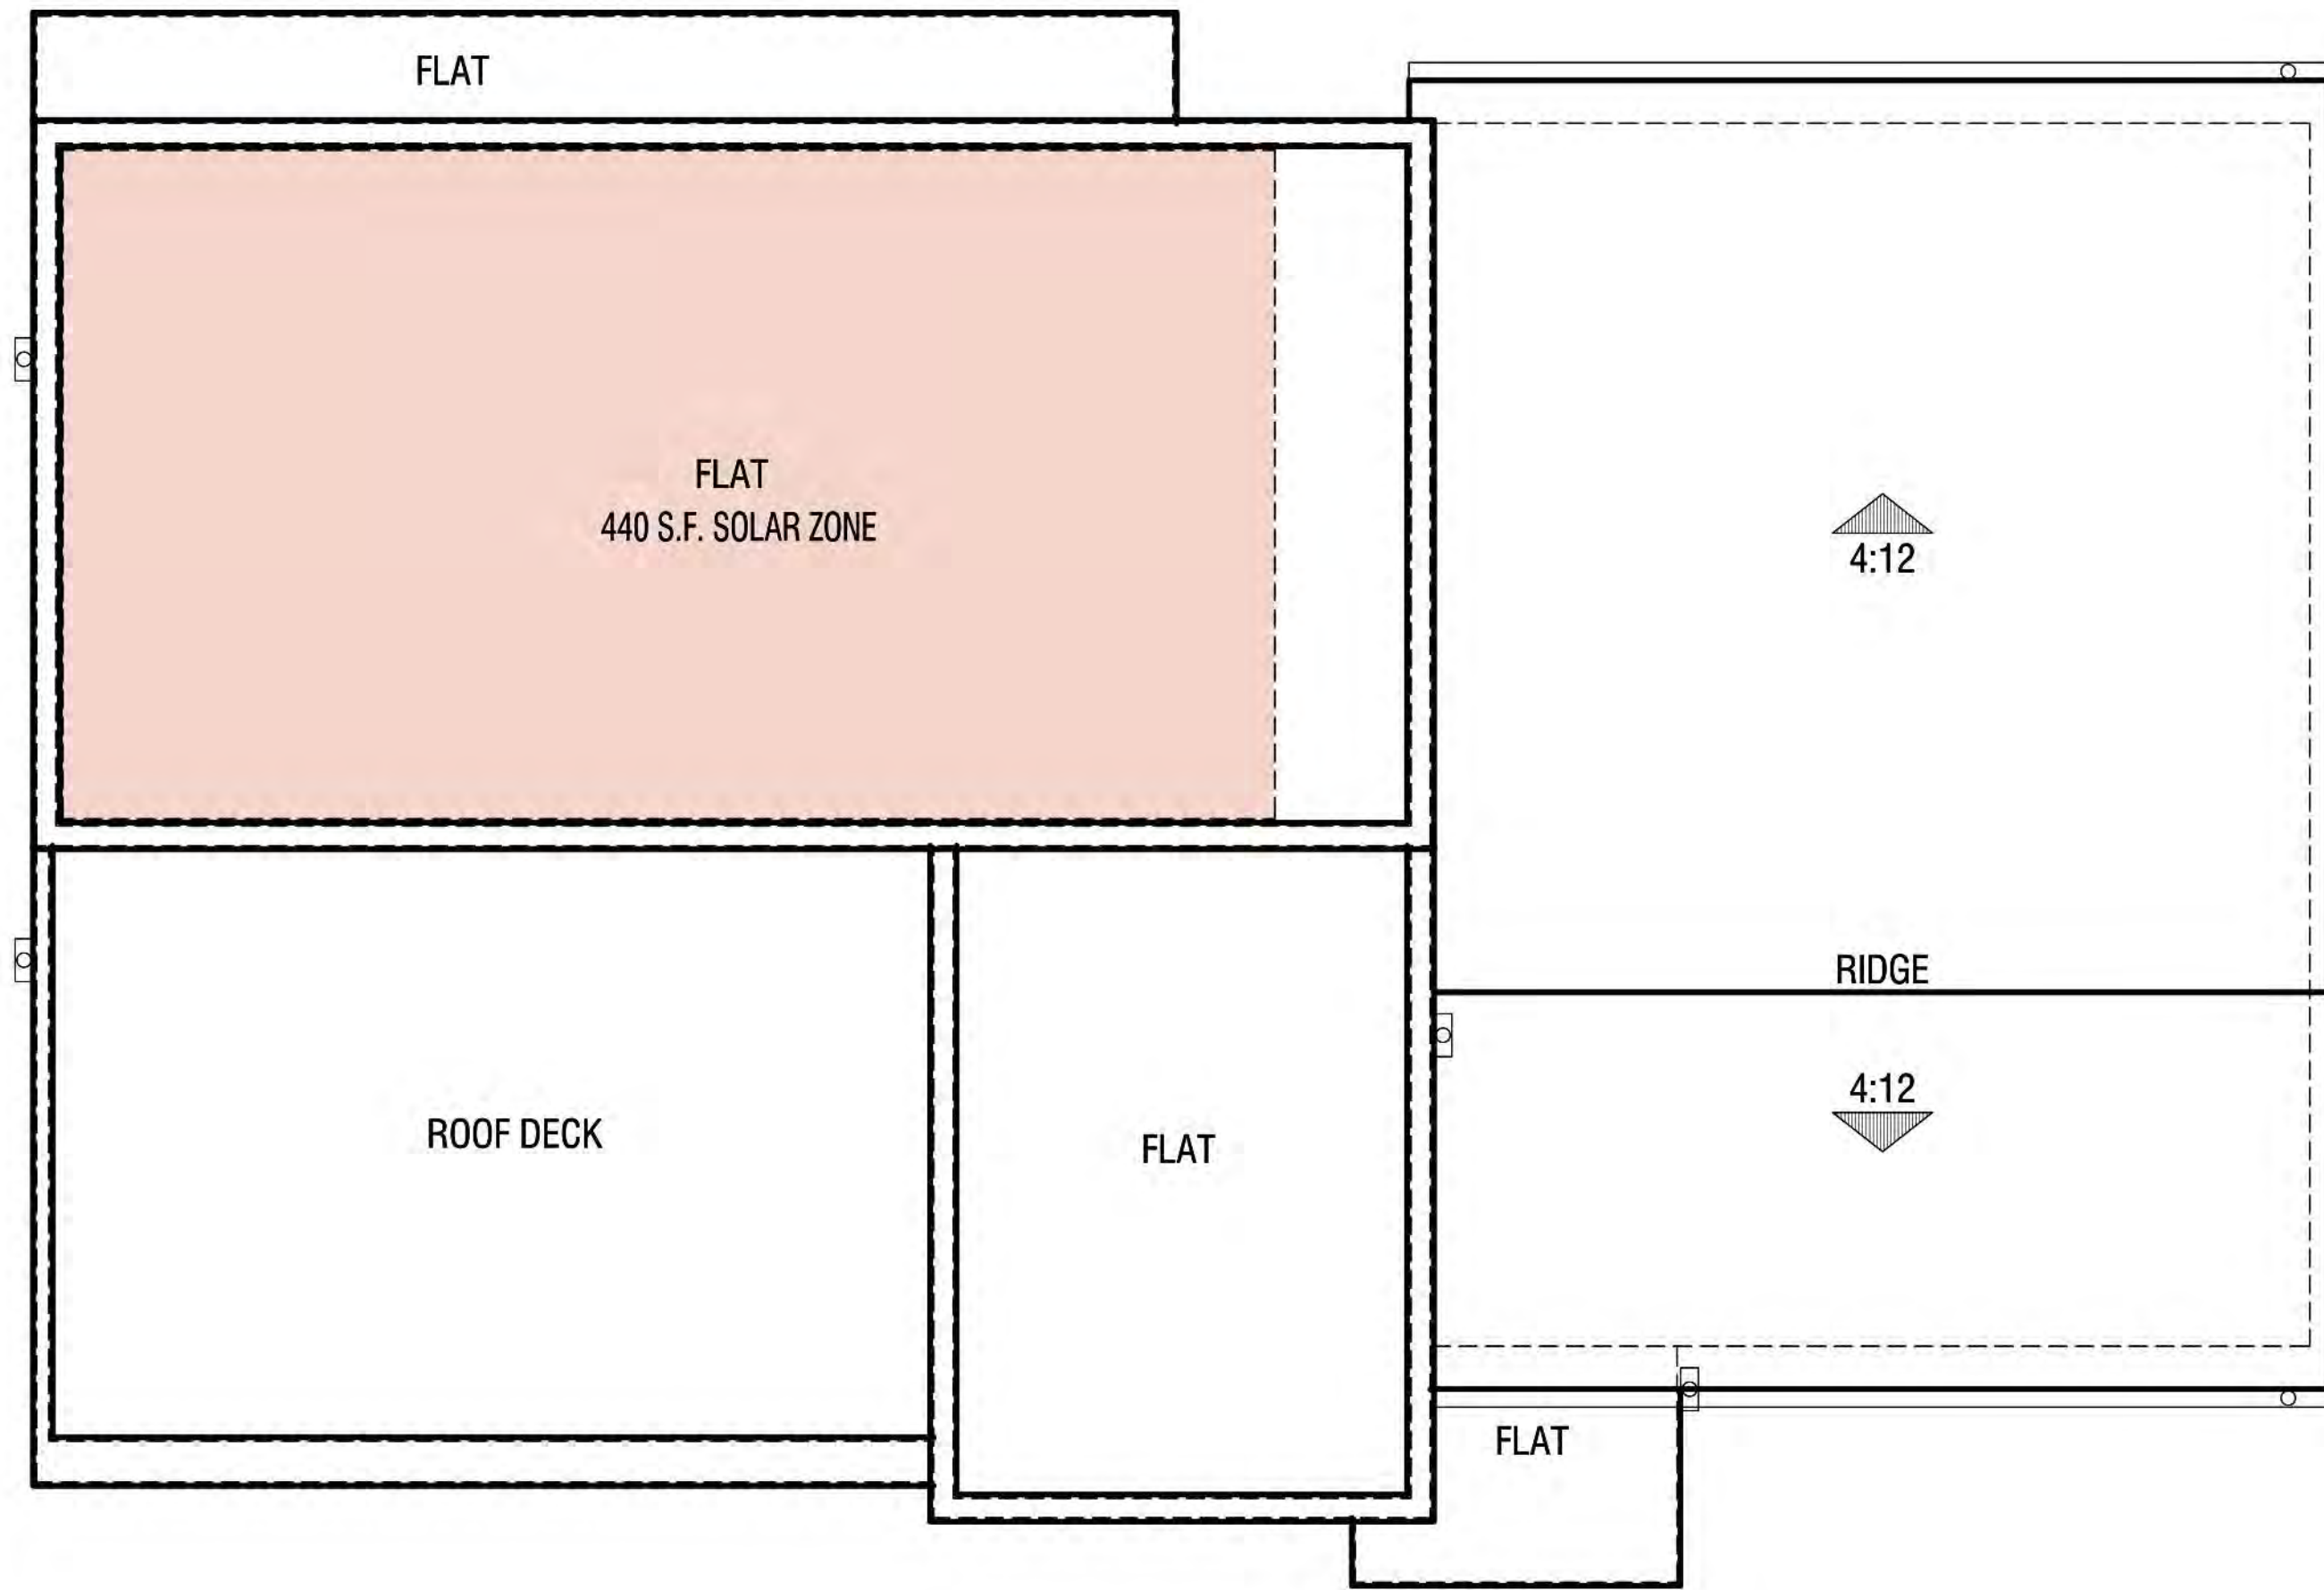 FLAT
FLAT
440 S.F. SOLAR ZONE
4:12
RIDGE
4:12
ROOF DECK
FLAT
FLAT